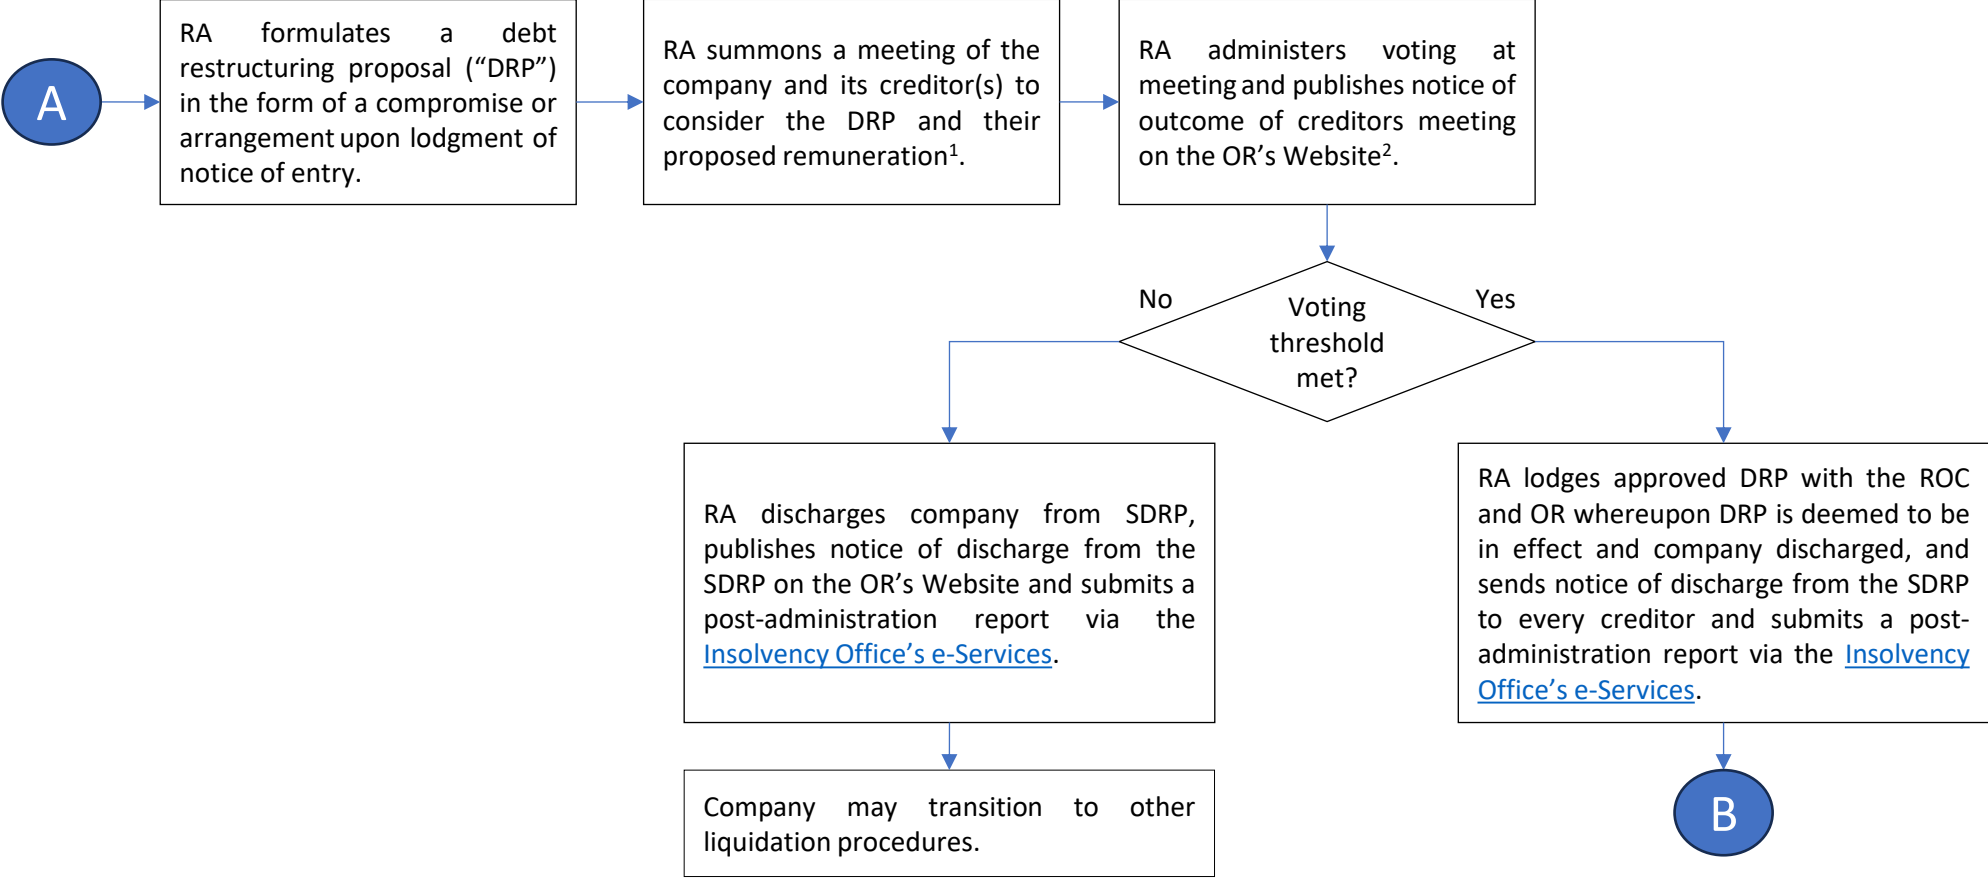 A
RA formulates a debt
restructuring proposal (“DRP”)
in the form of a compromise or
arrangement upon lodgment of
notice of entry.
RA summons a meeting of the
company and its creditor(s) to
consider the DRP and their
proposed remuneration¹.
RA administers voting at
meeting and publishes notice of
outcome of creditors meeting
on the OR’s Website².
No
Voting
threshold
met?
Yes
RA discharges company from SDRP,
publishes notice of discharge from the
SDRP on the OR’s Website and submits a
post-administration report via the
Insolvency Office’s e-Services.
RA lodges approved DRP with the ROC
and OR whereupon DRP is deemed to be
in effect and company discharged, and
sends notice of discharge from the SDRP
to every creditor and submits a post-
administration report via the Insolvency
Office’s e-Services.
Company may transition to other
liquidation procedures.
B